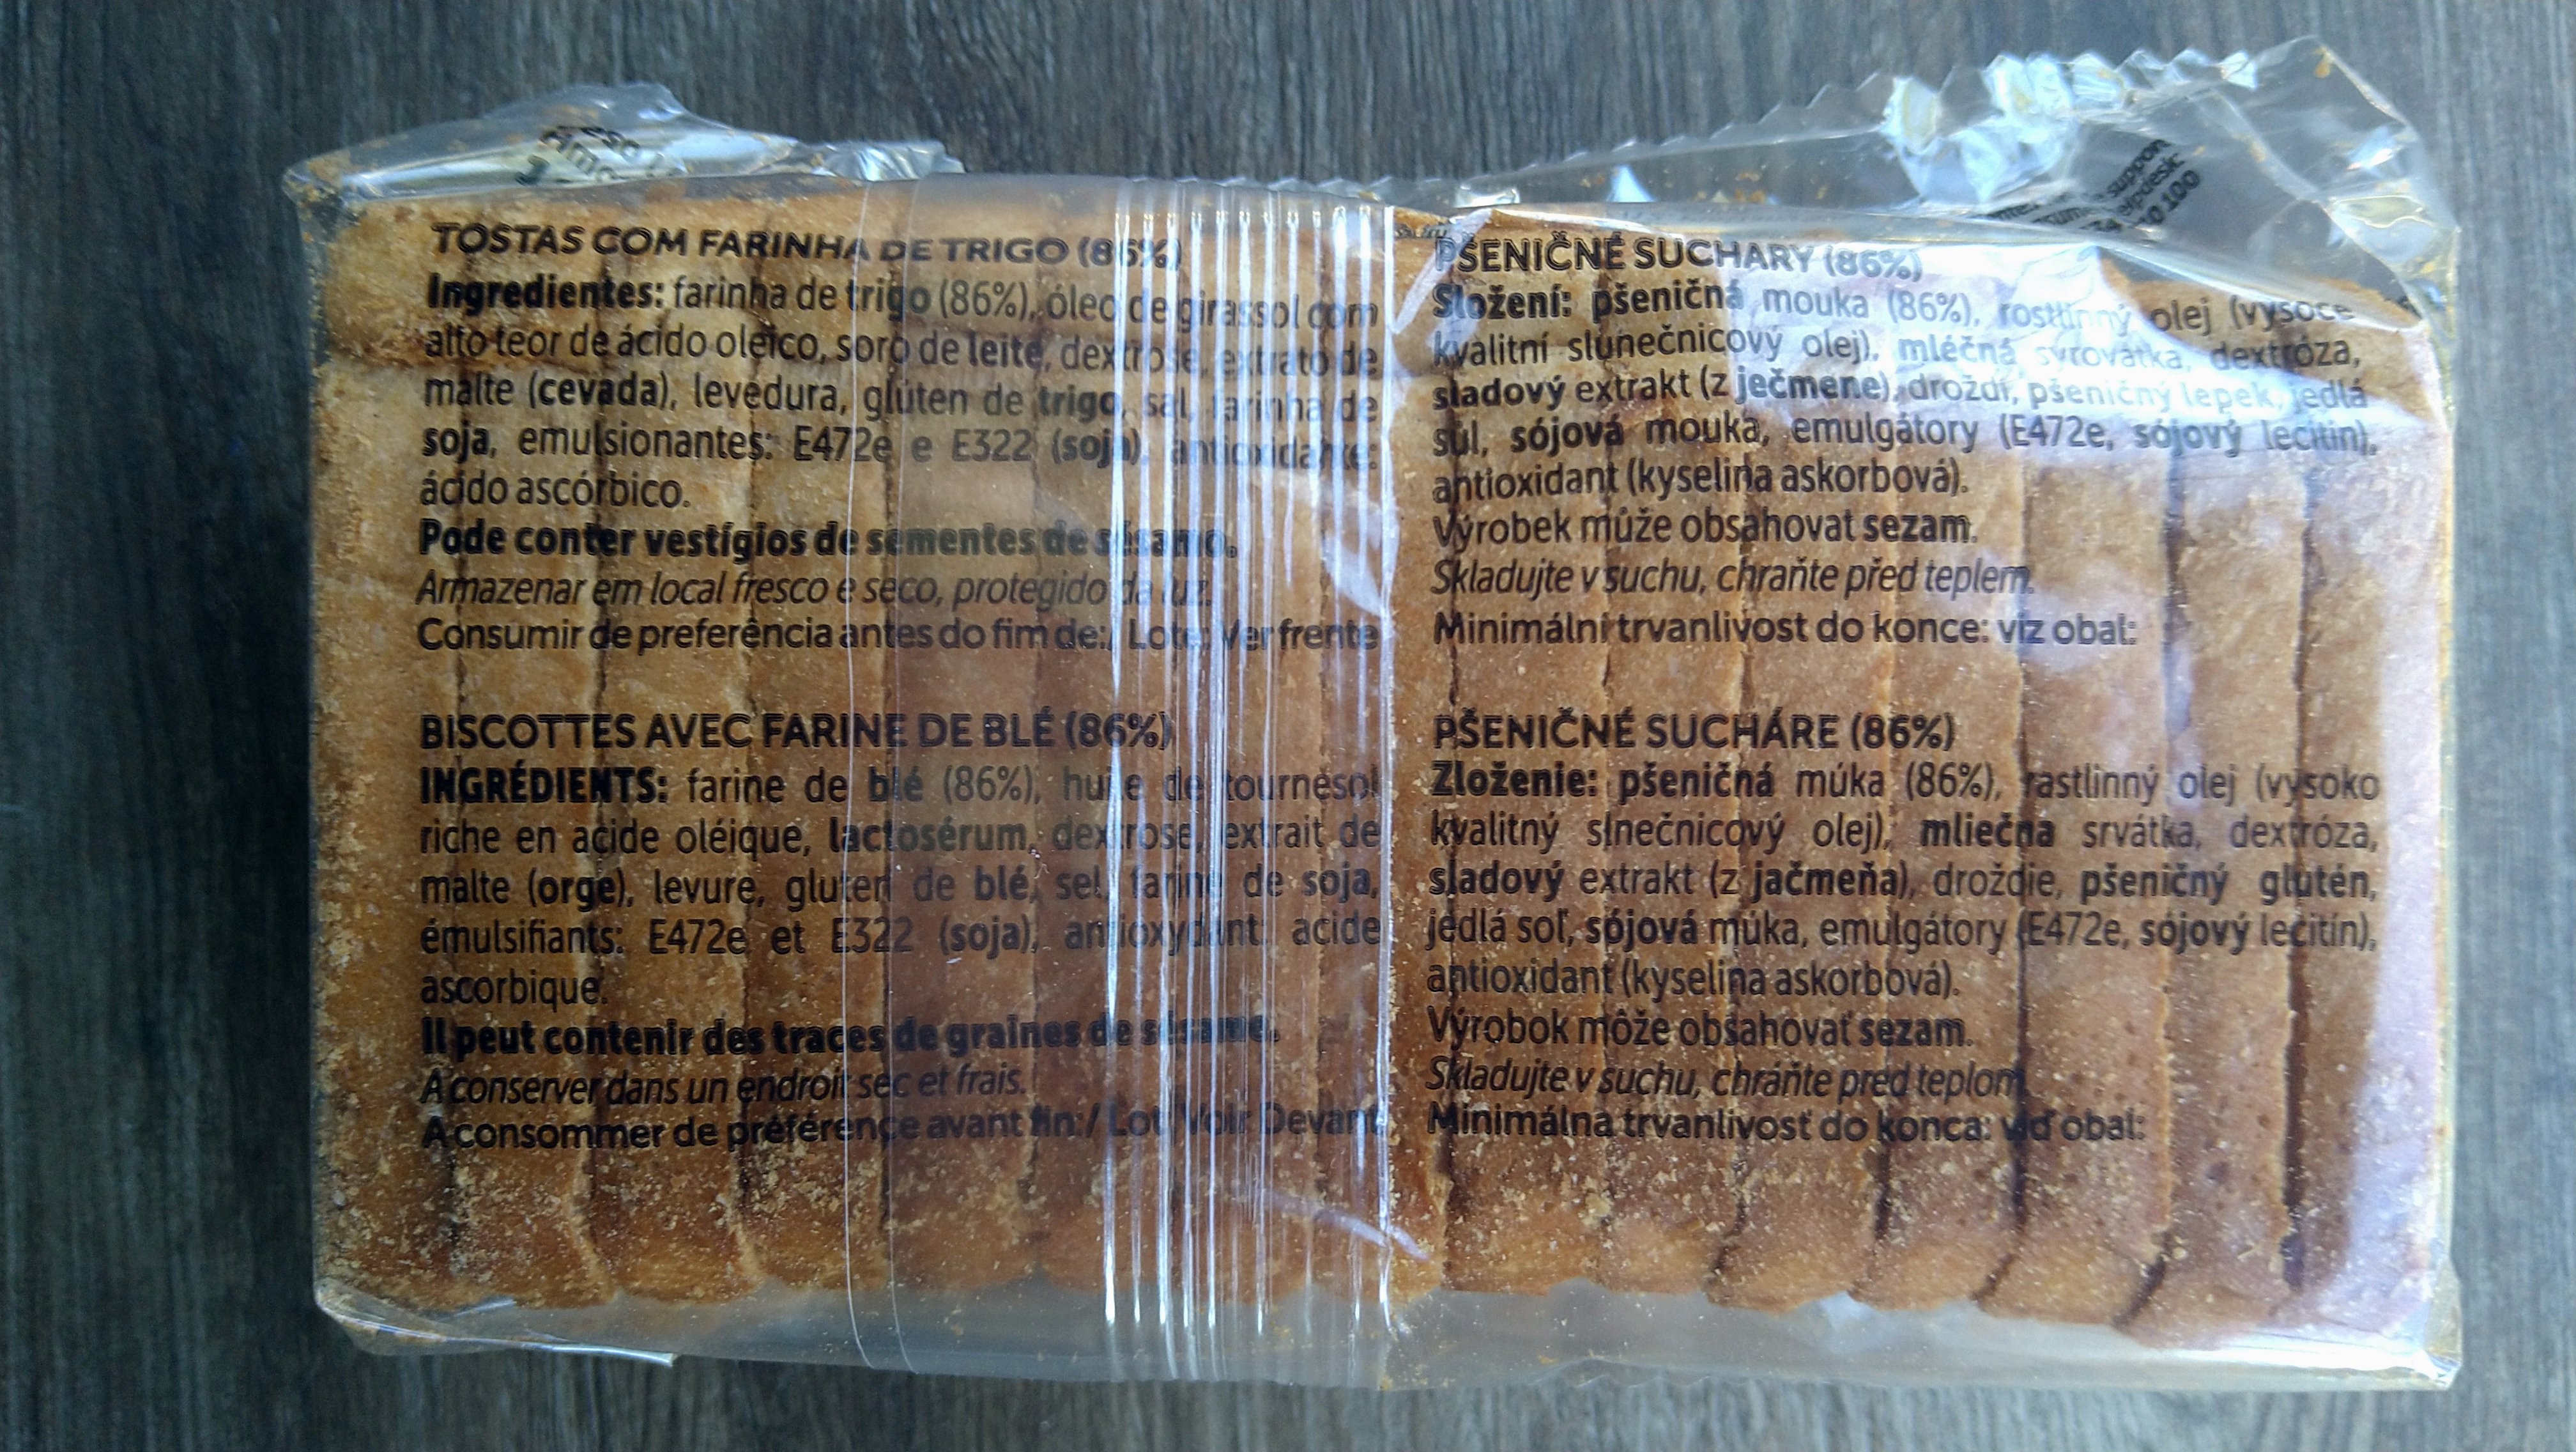 TOSTAS COM FARINHA DE TRIGO (86%)
Ingredientes: farinha de trigo (86%), óleo de girassol com
alto teor de ácido oleico, soro de leite, dextrose, extrato de
malte (cevada), levedura, glúten de trigo, sal, farinha de
soja, emulsionantes: E472e e E322 (soja), antioxidante:
ácido ascórbico.
Pode conter vestígios de sementes de sésamo.
Armazenar em local fresco e seco, protegido da luz.
Consumir de preferência antes do fim de:/ Lote: Ver frente
BISCOTTES AVEC FARINE DE BLÉ (86%)
INGRÉDIENTS: farine de blé (86%), huile de tournesol
riche en acide oléique, lactosérum, dextrose, extrait de
malte (orge), levure, gluten de blé, sel, farine de soja,
émulsifiants: E472e et E322 (soja), antioxydant: acide
ascorbique.
Il peut contenir des traces de graines de sésame.
A conserver dans un endroit sec et frais.
A consommer de préférence avant fin:/ Lot: Voir Devant
PŠENIČNÉ SUCHARY (86%)
Složení: pšeničná mouka (86%), rostlinný olej (vysoce
kvalitní slunečnicový olej), mléčná syrovátka, dextróza,
sladový extrakt (z ječmene), droždí, pšeničný lepek, jedlá
sůl, sójová mouka, emulgátory (E472e, sójový lecitin),
antioxidant (kyselina askorbová).
Výrobek může obsahovat sezam.
Skladujte v suchu, chraňte před teplem.
Minimální trvanlivost do konce: viz obal:
PŠENIČNÉ SUCHÁRE (86%)
Zloženie: pšeničná múka (86%), rastlinný olej (vysoko
kvalitný slnečnicový olej), mliečna srvátka, dextróza,
sladový extrakt (z jačmeňa), droždie, pšeničný glutén,
jedlá soľ, sójová múka, emulgátory (E472e, sójový lecitín),
antioxidant (kyselina askorbová).
Výrobok môže obsahovať sezam.
Skladujte v suchu, chráňte pred teplom.
Minimálna trvanlivosť do konca: viď obal:
100